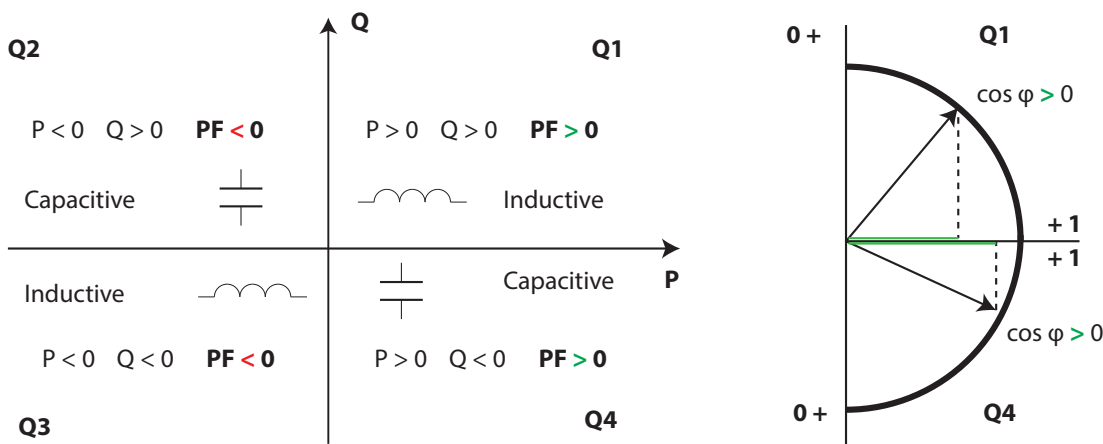 Q
Q2
Q1
P < 0 Q > 0 PF < 0
P > 0 Q > 0 PF > 0
Capacitive
Inductive
P
Inductive
Capacitive
P < 0 Q < 0 PF < 0
P > 0 Q < 0 PF > 0
Q3
Q4
0 +
Q1
cos φ > 0
+ 1
+ 1
cos φ > 0
0 +
Q4